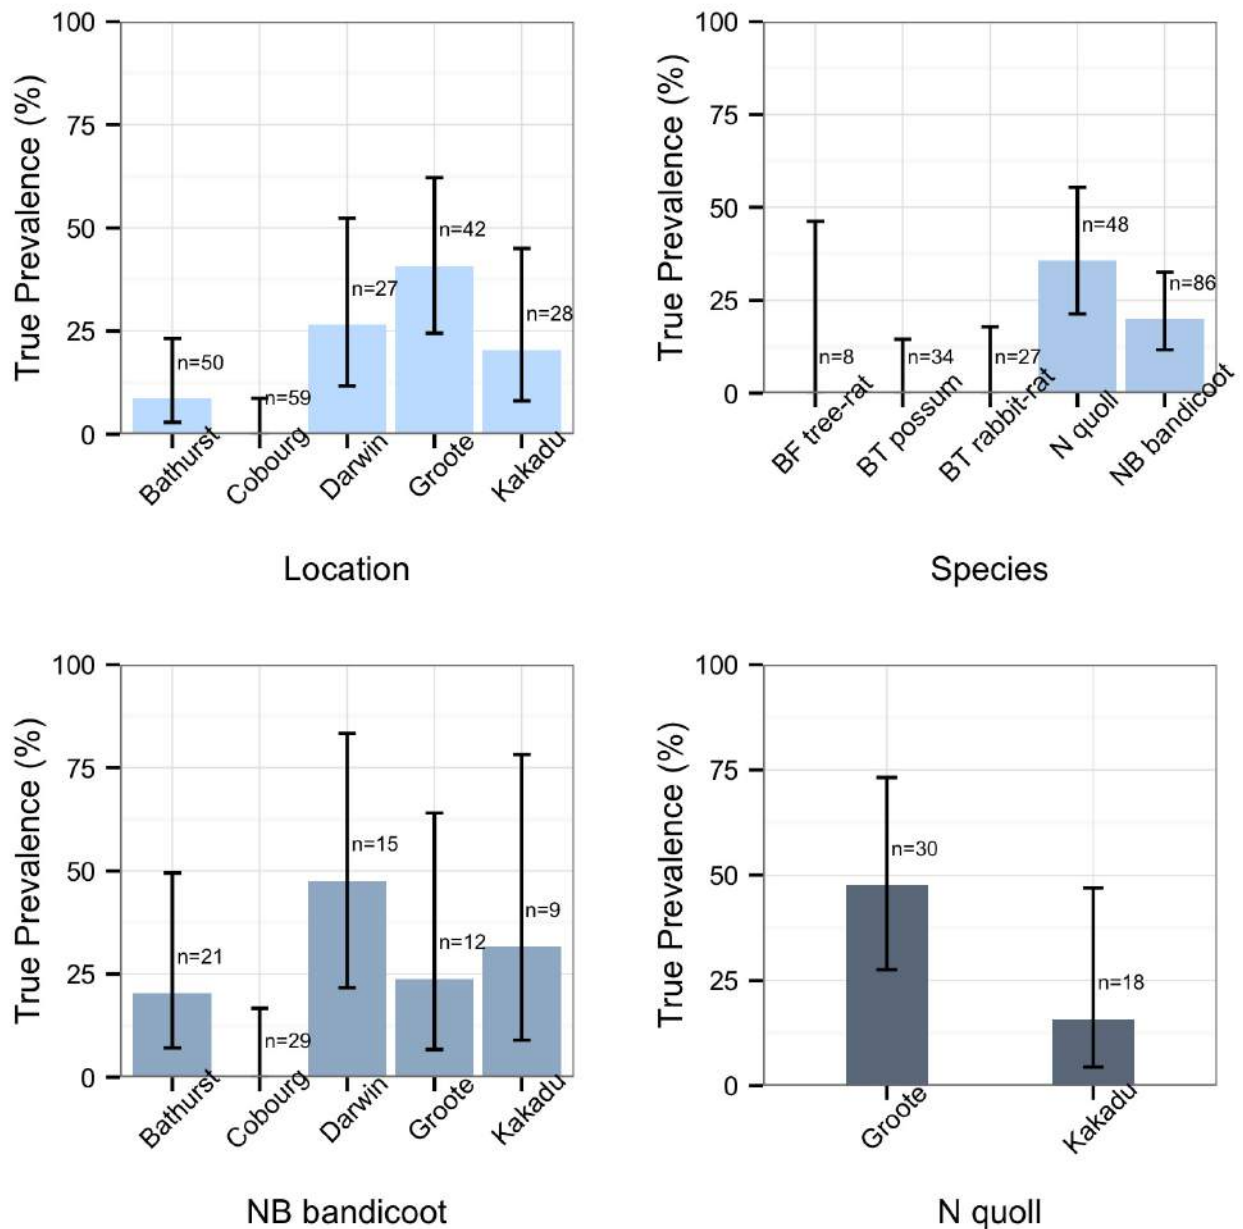 True Prevalence (%)
100
75
50
25
0
n=50
n=59
n=27
n=42
n=28
Bathurst
Cobourg
Darwin
Groote
Kakadu
Location
True Prevalence (%)
100
75
50
25
0
n=8
n=34
n=27
n=48
n=86
BF tree-rat
BT possum
BT rabbit-rat
N quoll
NB bandicoot
Species
True Prevalence (%)
100
75
50
25
0
n=21
n=29
n=15
n=12
n=9
Bathurst
Cobourg
Darwin
Groote
Kakadu
NB bandicoot
True Prevalence (%)
100
75
50
25
0
n=30
n=18
Groote
Kakadu
N quoll